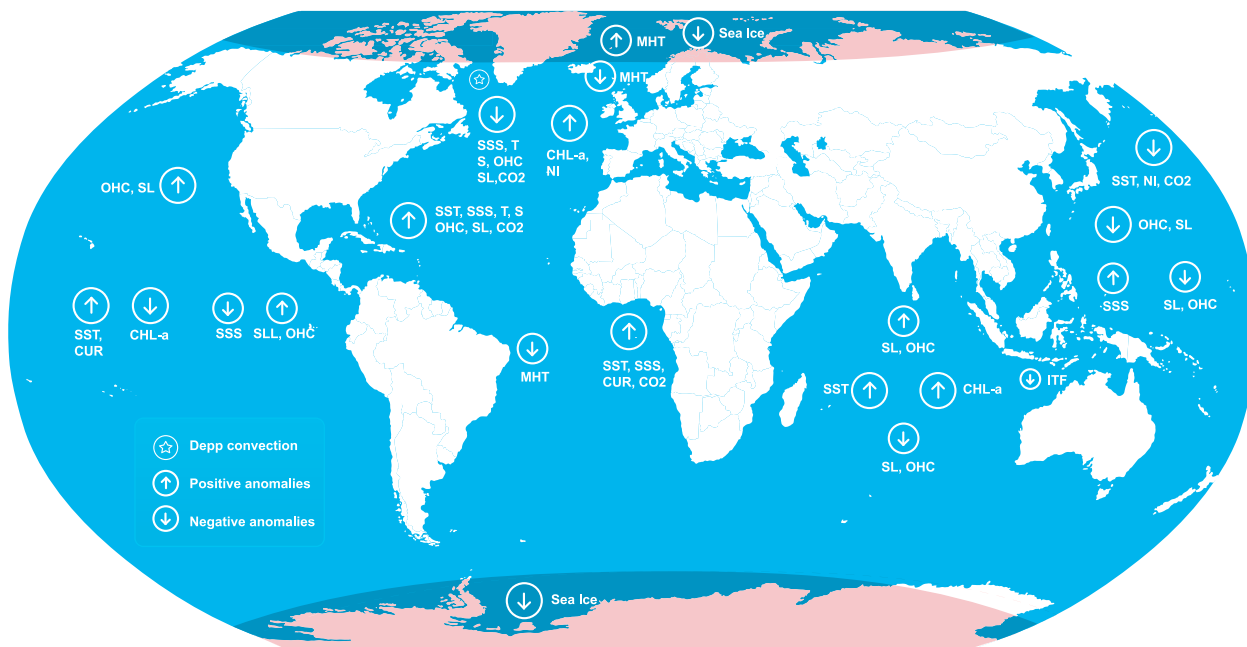 MHT
Sea Ice
MHT
SSS, T
S, OHC
SL,CO2
CHL-a,
NI
SST, NI, CO2
OHC, SL
SST, SSS, T, S
OHC, SL, CO2
OHC, SL
SSS
SL, OHC
SST,
CUR
CHL-a
SSS
SLL, OHC
MHT
SST, SSS,
CUR, CO2
SL, OHC
SST
CHL-a
ITF
SL, OHC
Depp convection
Positive anomalies
Negative anomalies
Sea Ice